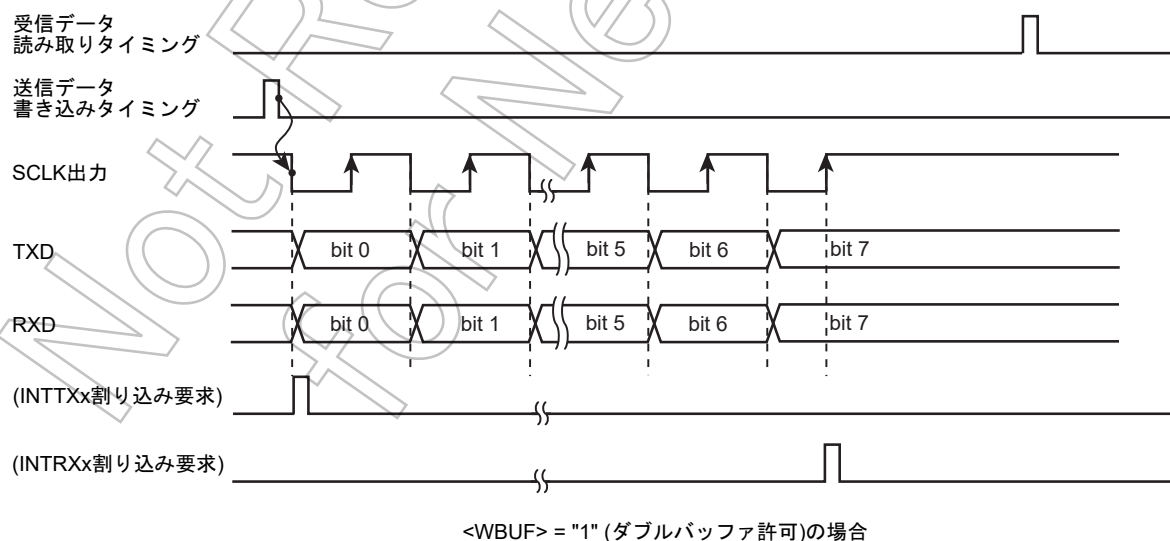 受信データ
読み取りタイミング
送信データ
書き込みタイミング
SCLK出力
TXD
bit 0
bit 1
bit 5
bit 6
bit 7
RXD
bit 0
bit 1
bit 5
bit 6
bit 7
(INTTXx割り込み要求)
(INTRXx割り込み要求)
<WBUF> = "1" (ダブルバッファ許可)の場合